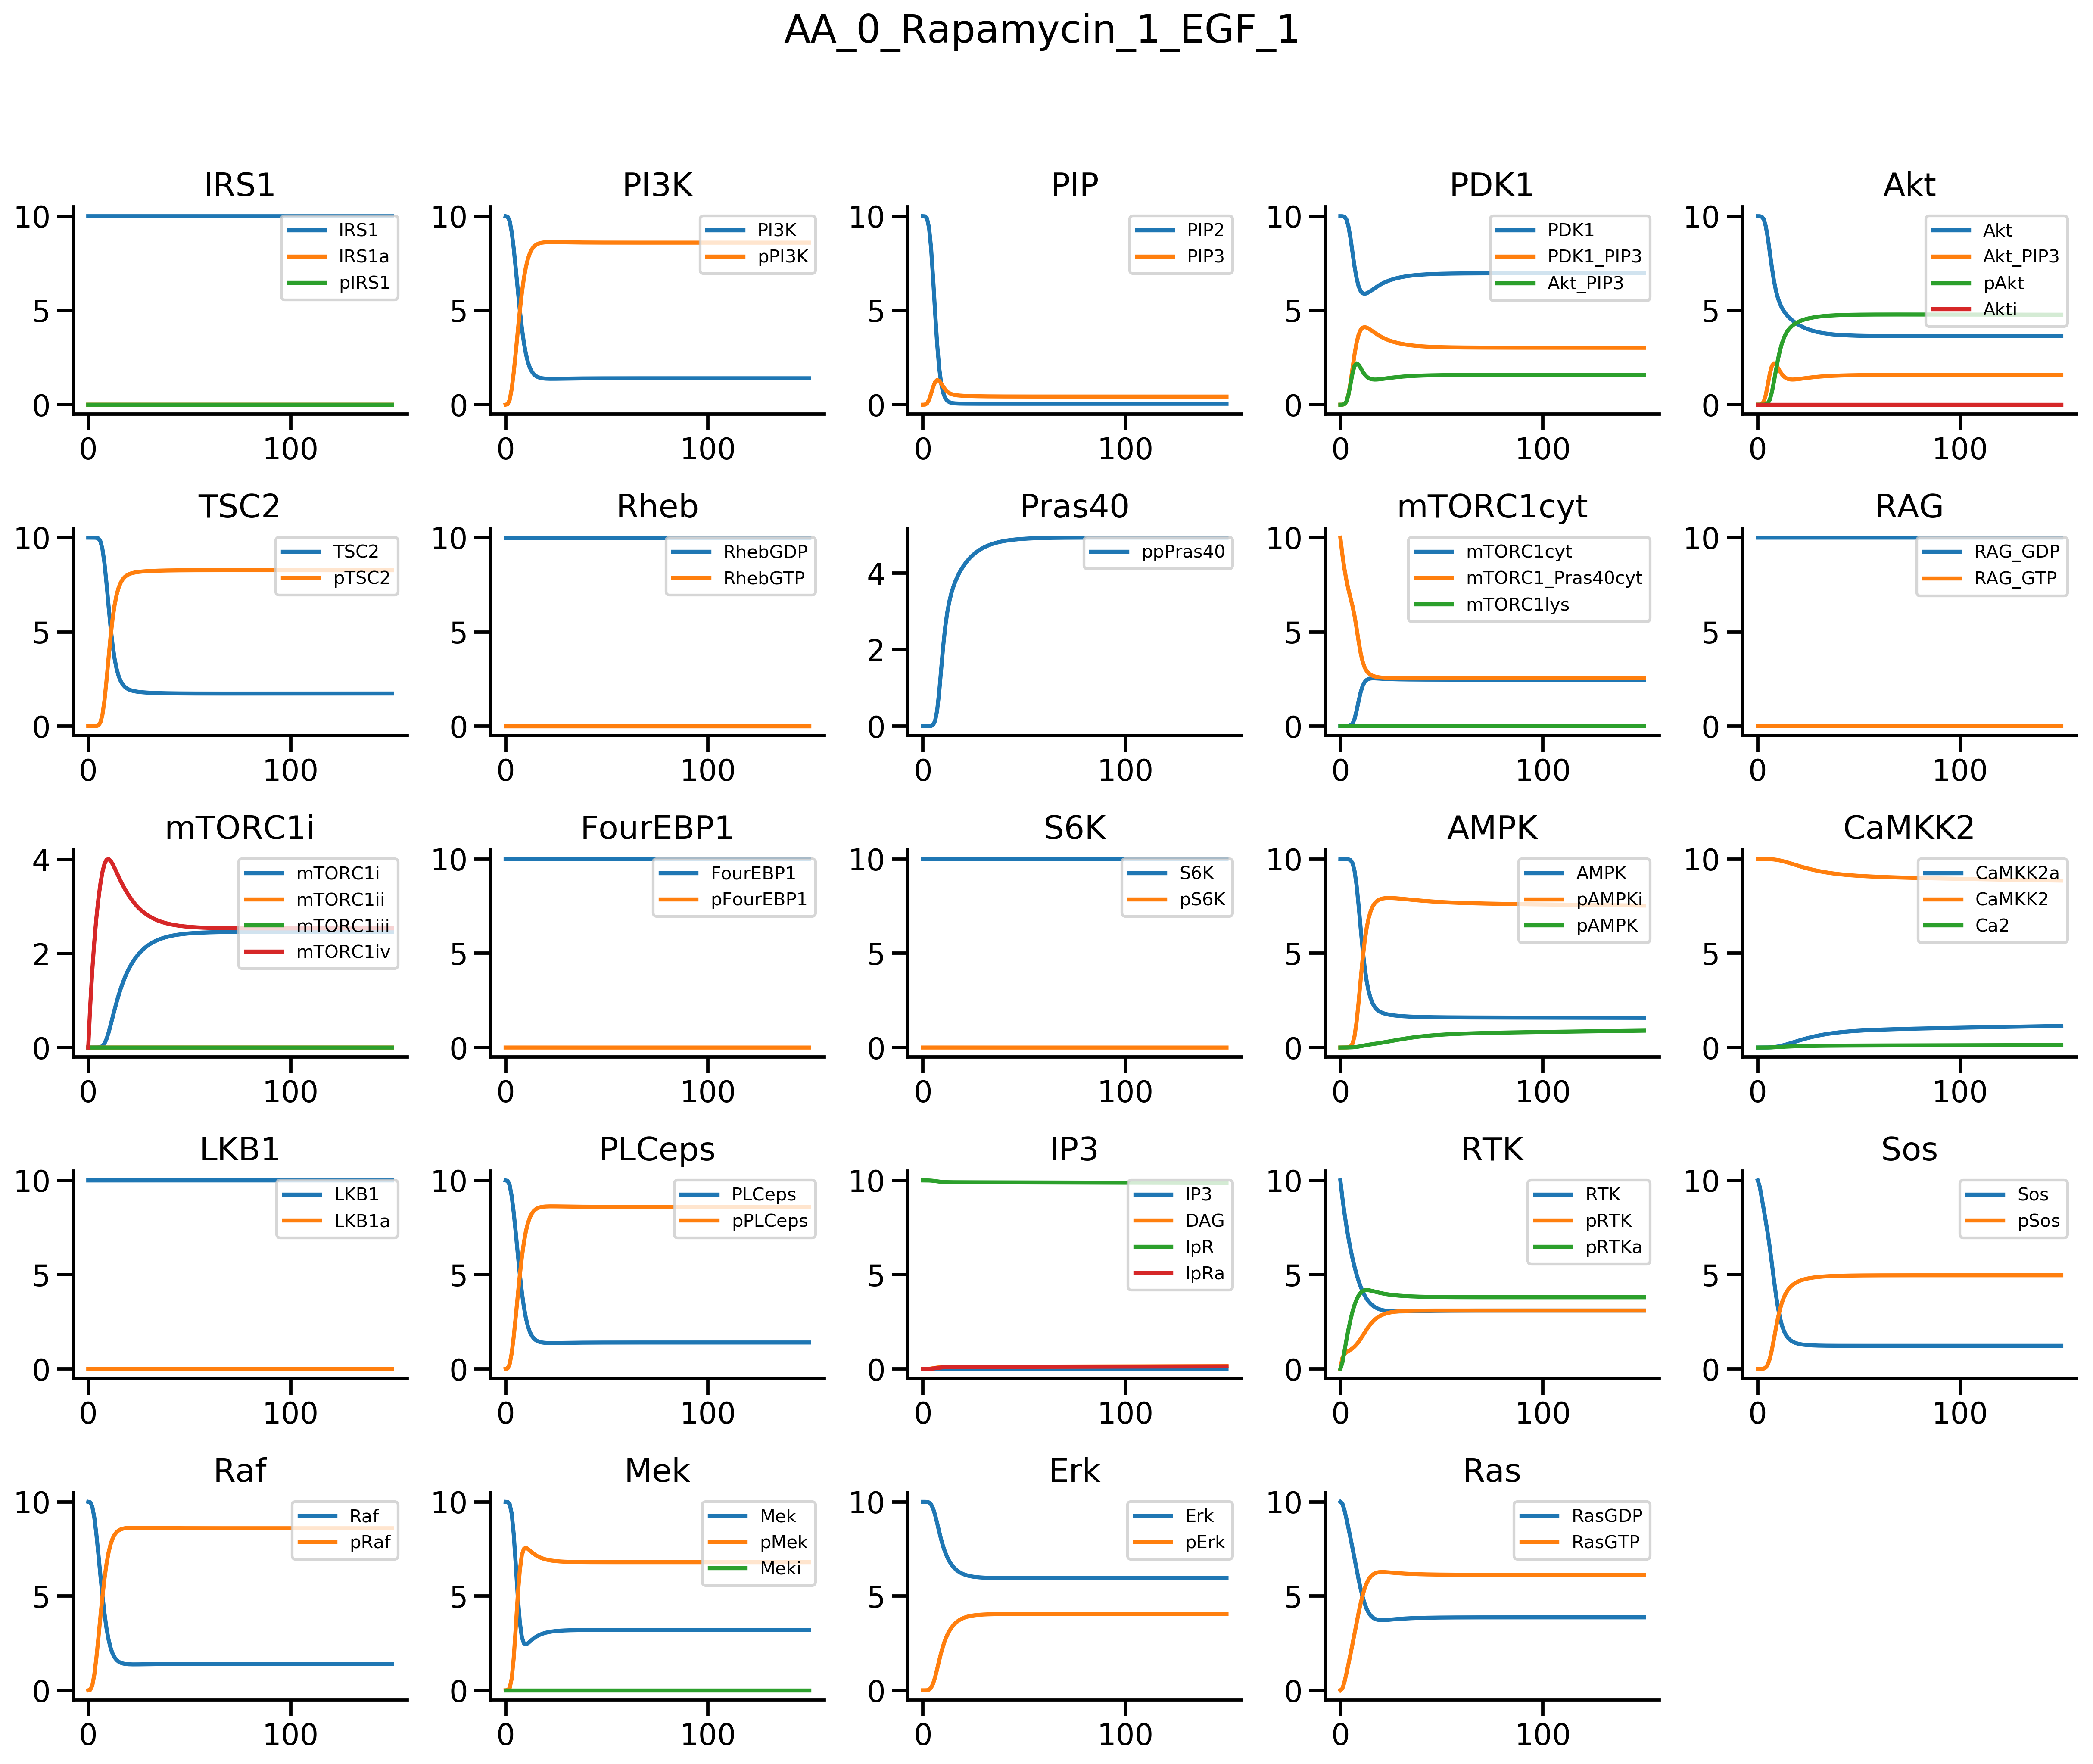 AA_0_Rapamycin_1_EGF_1
IRS1
10
5
0
0
100
IRS1
IRS1a
pIRS1
PI3K
10
5
0
0
100
PI3K
pPI3K
PIP
10
5
0
0
100
PIP2
PIP3
PDK1
10
5
0
0
100
PDK1
PDK1_PIP3
Akt_PIP3
Akt
10
5
0
0
100
Akt
Akt_PIP3
pAkt
Akti
TSC2
10
5
0
0
100
TSC2
pTSC2
Rheb
10
5
0
0
100
RhebGDP
RhebGTP
Pras40
4
2
0
0
100
ppPras40
mTORC1cyt
10
5
0
0
100
mTORC1cyt
mTORC1_Pras40cyt
mTORC1lys
RAG
10
5
0
0
100
RAG_GDP
RAG_GTP
mTORC1i
4
2
0
0
100
mTORC1i
mTORC1ii
mTORC1iii
mTORC1iv
FourEBP1
10
5
0
0
100
FourEBP1
pFourEBP1
S6K
10
5
0
0
100
S6K
pS6K
AMPK
10
5
0
0
100
AMPK
pAMPKi
pAMPK
CaMKK2
10
5
0
0
100
CaMKK2a
CaMKK2
Ca2
LKB1
10
5
0
0
100
LKB1
LKB1a
PLCeps
10
5
0
0
100
PLCeps
pPLCeps
IP3
10
5
0
0
100
IP3
DAG
IpR
IpRa
RTK
10
5
0
0
100
RTK
pRTK
pRTKa
Sos
10
5
0
0
100
Sos
pSos
Raf
10
5
0
0
100
Raf
pRaf
Mek
10
5
0
0
100
Mek
pMek
Meki
Erk
10
5
0
0
100
Erk
pErk
Ras
10
5
0
0
100
RasGDP
RasGTP